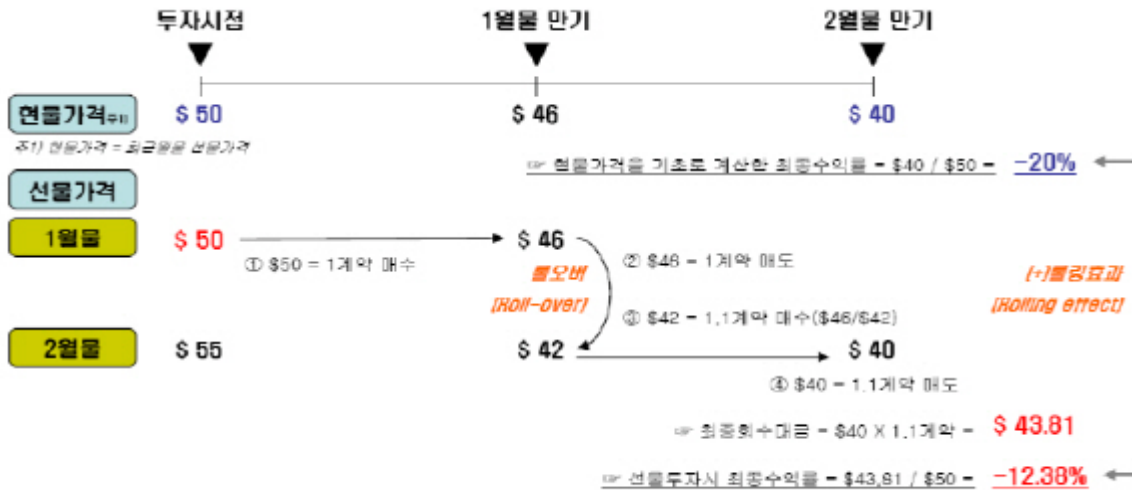 투자시점 1월물 만기 2월물 만기
현물가격주1) $ 50 $ 46 $ 40
주1) 현물가격 = 최근월물 선물가격
☞ 현물가격을 기초로 계산한 최종수익률 = $40 / $50 = -20%
선물가격
1월물 $ 50 $ 46
① $50 = 1계약 매수
② $46 = 1계약 매도
롤오버
[Roll-over]
(+)롤링효과
[Rolling effect]
③ $42 = 1.1계약 매수($46/$42)
2월물 $ 55 $ 42 $ 40
④ $40 = 1.1계약 매도
☞ 최종회수대금 = $40 X 1.1계약 = $ 43.81
☞ 선물투자시 최종수익률 = $43.81 / $50 = -12.38%